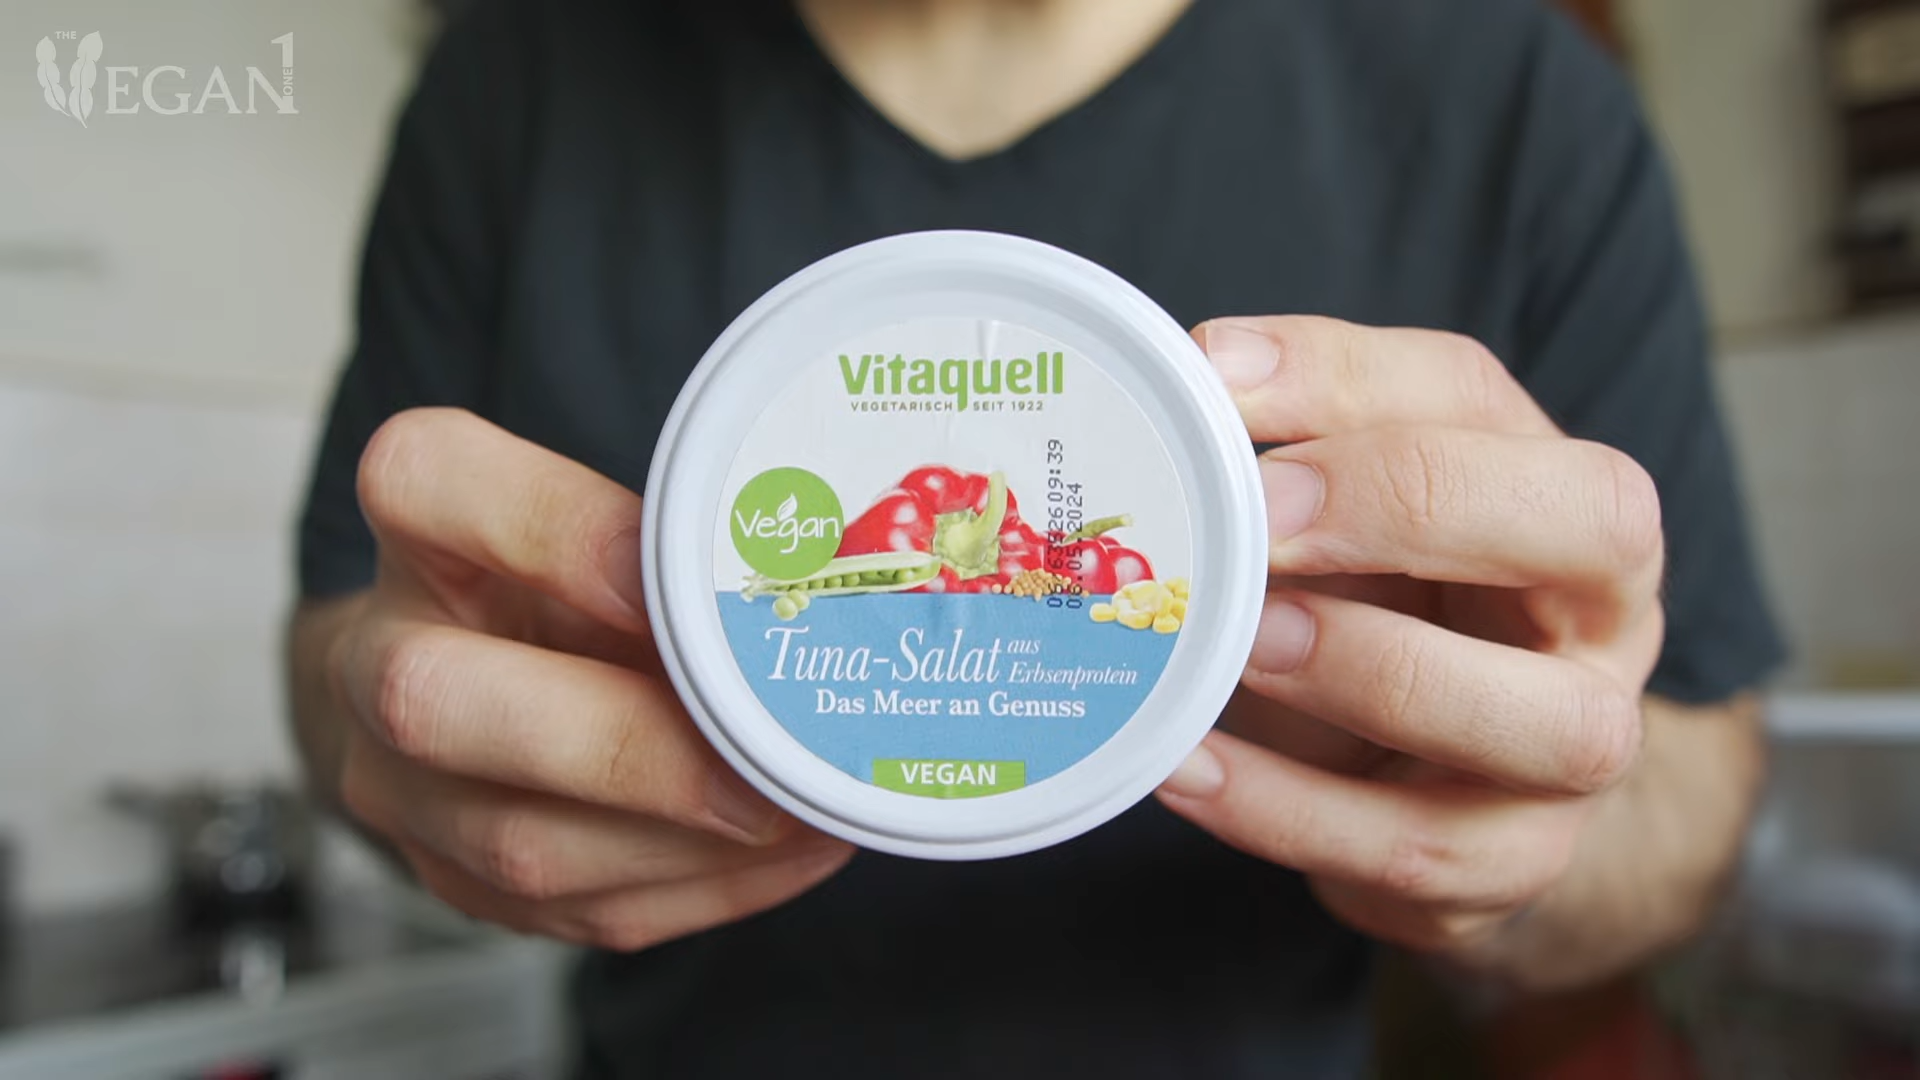 THE
VEGAN
ONE
1
Vitaquell
VEGETARISCH SEIT 1922
Vegan
09:39
06.05.2024
Tuna-Salat aus
Erbsenprotein
Das Meer an Genuss
VEGAN